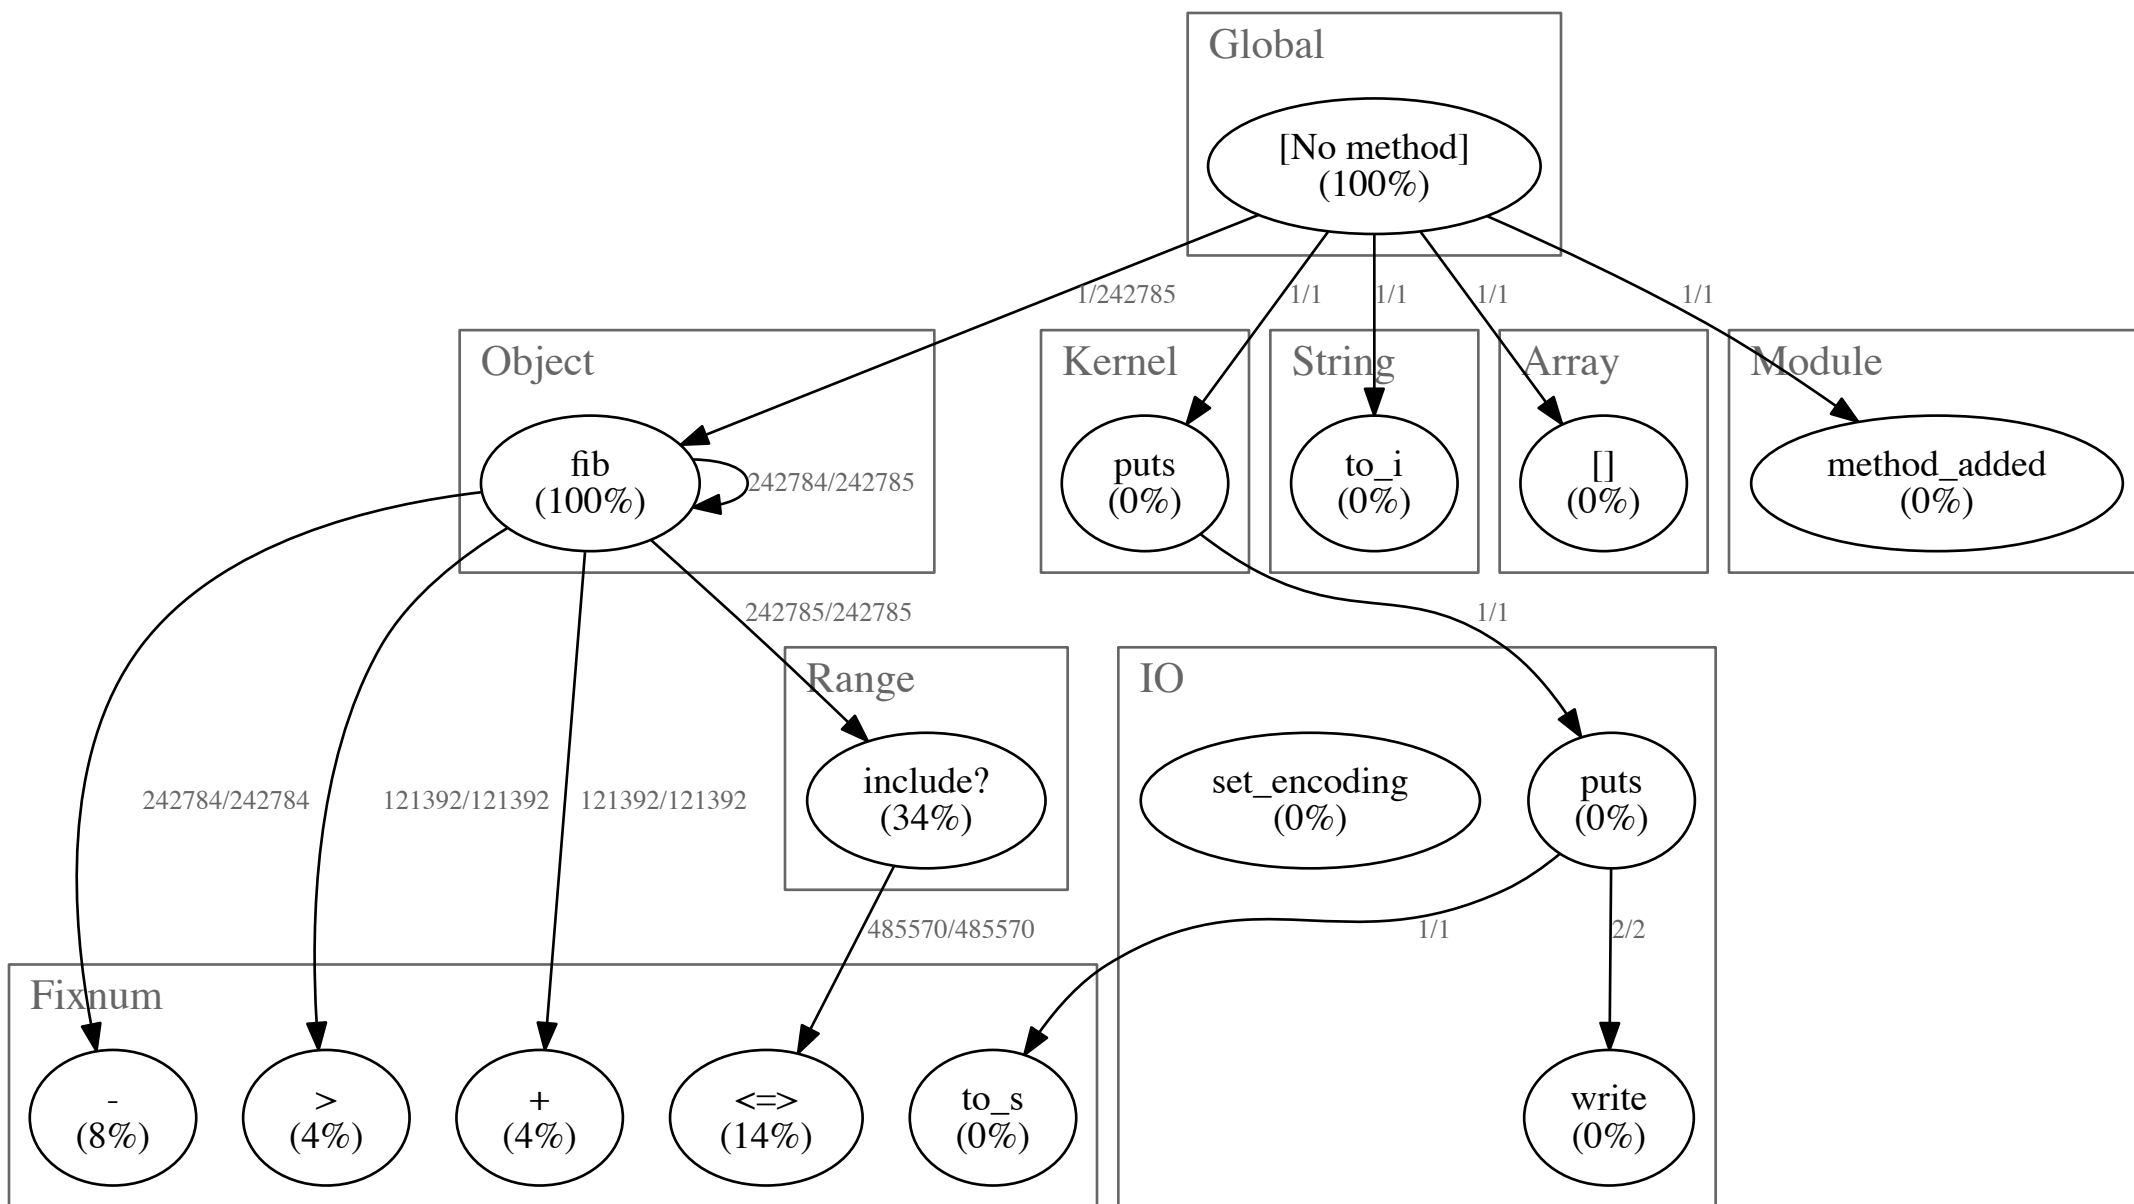 Global
[No method]
(100%)
1/242785
1/1
1/1
1/1
1/1
Object
Kernel
String
Array
Module
fib
(100%)
242784/242785
puts
(0%)
to_i
(0%)
[]
(0%)
method_added
(0%)
242785/242785
1/1
Range
IO
include?
(34%)
set_encoding
(0%)
puts
(0%)
242784/242784
121392/121392
121392/121392
485570/485570
1/1
2/2
Fixnum
-
(8%)
>
(4%)
+
(4%)
<=>
(14%)
to_s
(0%)
write
(0%)